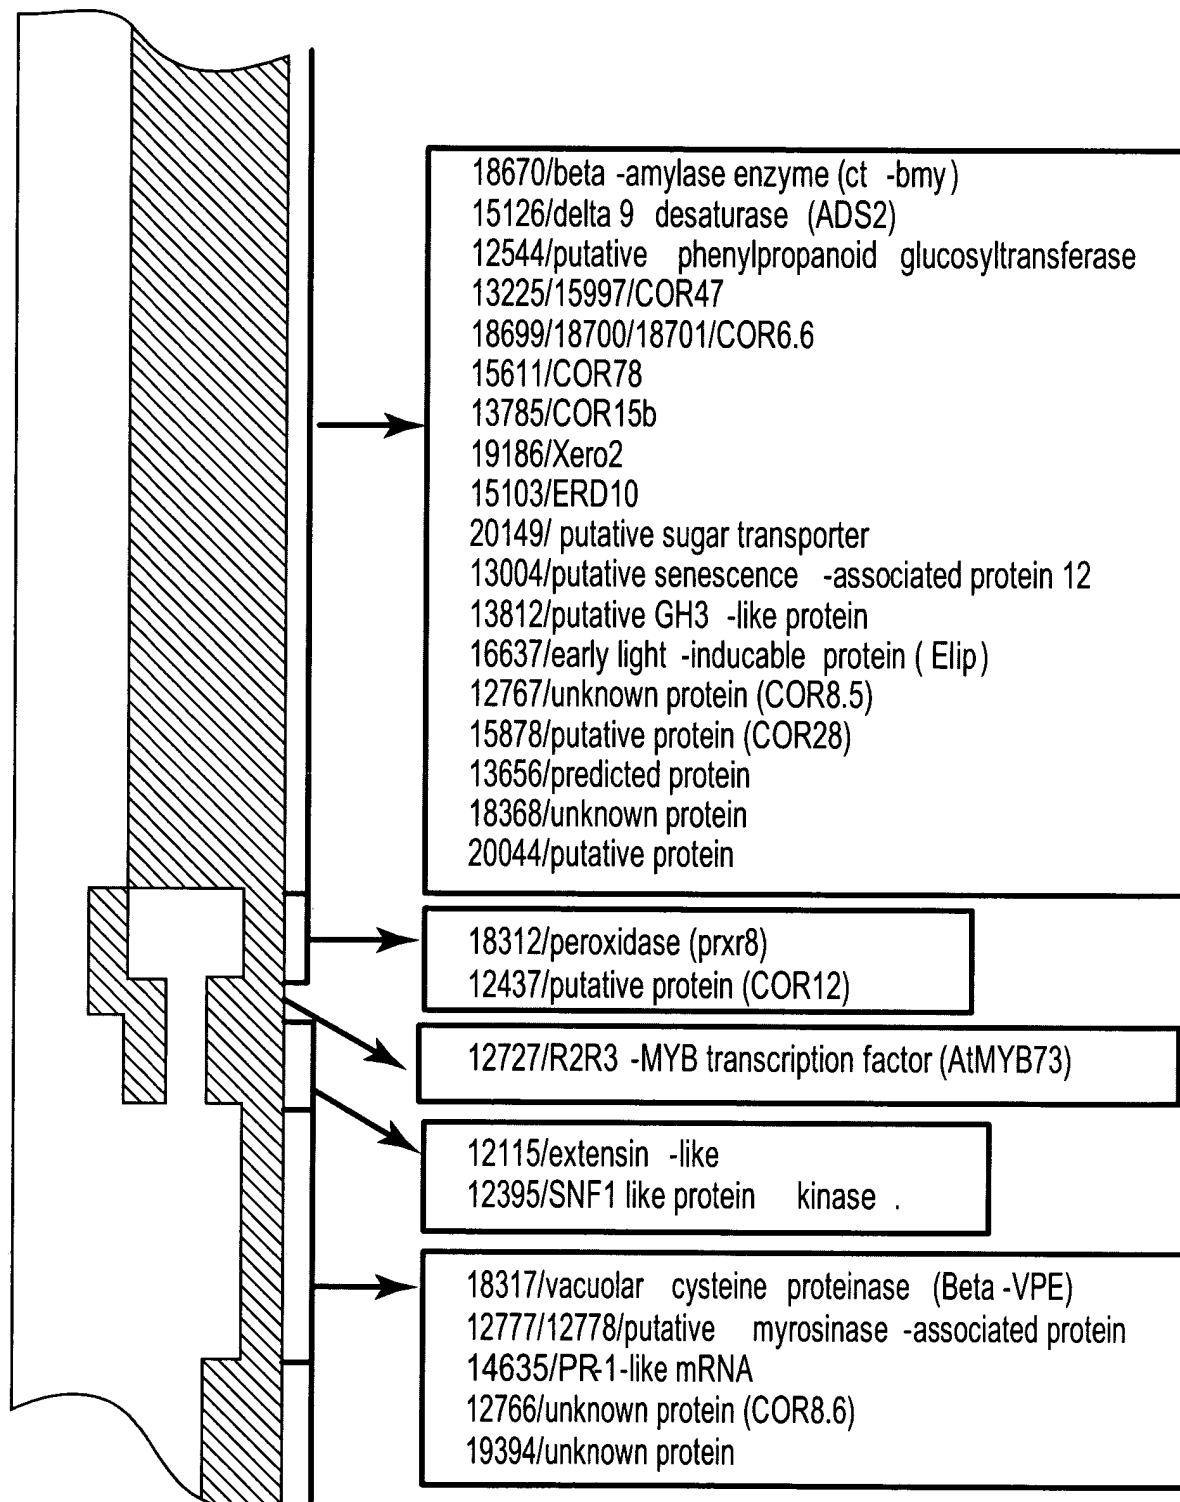 18670/beta -amylase enzyme (ct -bmy)
15126/delta 9 desaturase (ADS2)
12544/putative phenylpropanoid glucosyltransferase
13225/15997/COR47
18699/18700/18701/COR6.6
15611/COR78
13785/COR15b
19186/Xero2
15103/ERD10
20149/ putative sugar transporter
13004/putative senescence -associated protein 12
13812/putative GH3 -like protein
16637/early light -inducable protein ( Elip)
12767/unknown protein (COR8.5)
15878/putative protein (COR28)
13656/predicted protein
18368/unknown protein
20044/putative protein
18312/peroxidase (prxr8)
12437/putative protein (COR12)
12727/R2R3 -MYB transcription factor (AtMYB73)
12115/extensin -like
12395/SNF1 like protein kinase .
18317/vacuolar cysteine proteinase (Beta -VPE)
12777/12778/putative myrosinase -associated protein
14635/PR-1-like mRNA
12766/unknown protein (COR8.6)
19394/unknown protein